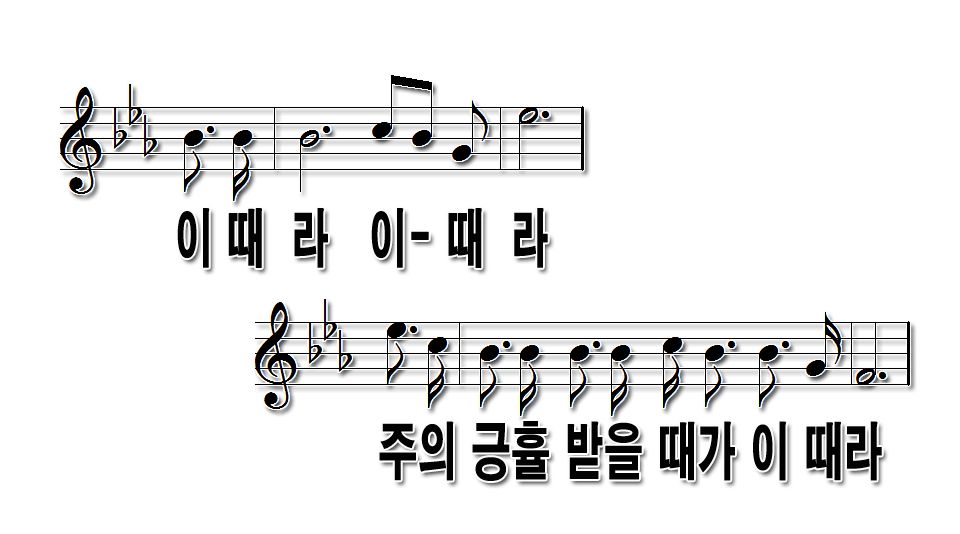 이 때 라 이- 때 라
주의 긍휼 받을 때가 이 때라